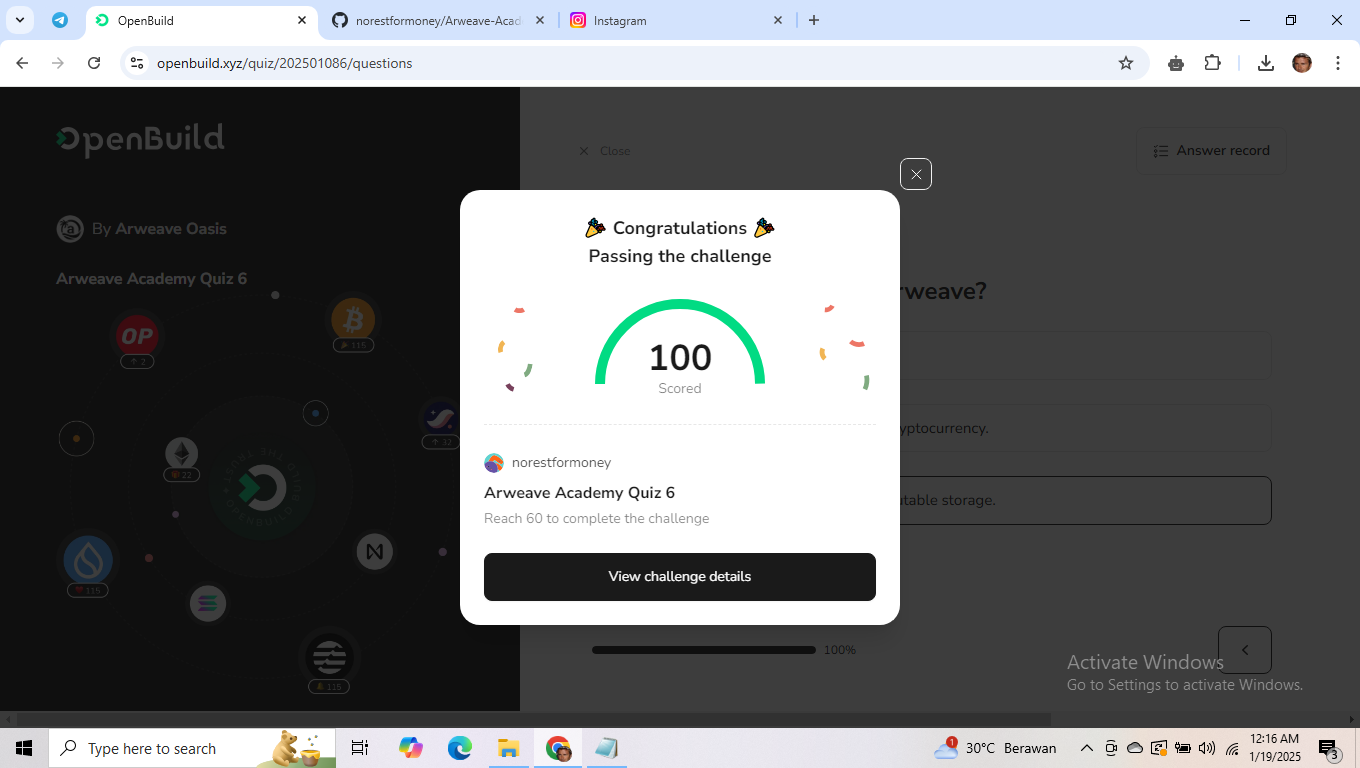 OpenBuild
norestformoney/Arweave-Acad
Instagram
openbuild.xyz/quiz/202501086/questions
OpenBuild
Close
Answer record
By Arweave Oasis
Arweave Academy Quiz 6
rweave?
yptocurrency.
utable storage.
OP
2
115
32
22
115
115
🎉 Congratulations 🎉
Passing the challenge
100
Scored
norestformoney
Arweave Academy Quiz 6
Reach 60 to complete the challenge
View challenge details
100%
Activate Windows
Go to Settings to activate Windows.
Type here to search
1
30°C Berawan
12:16 AM
1/19/2025
3